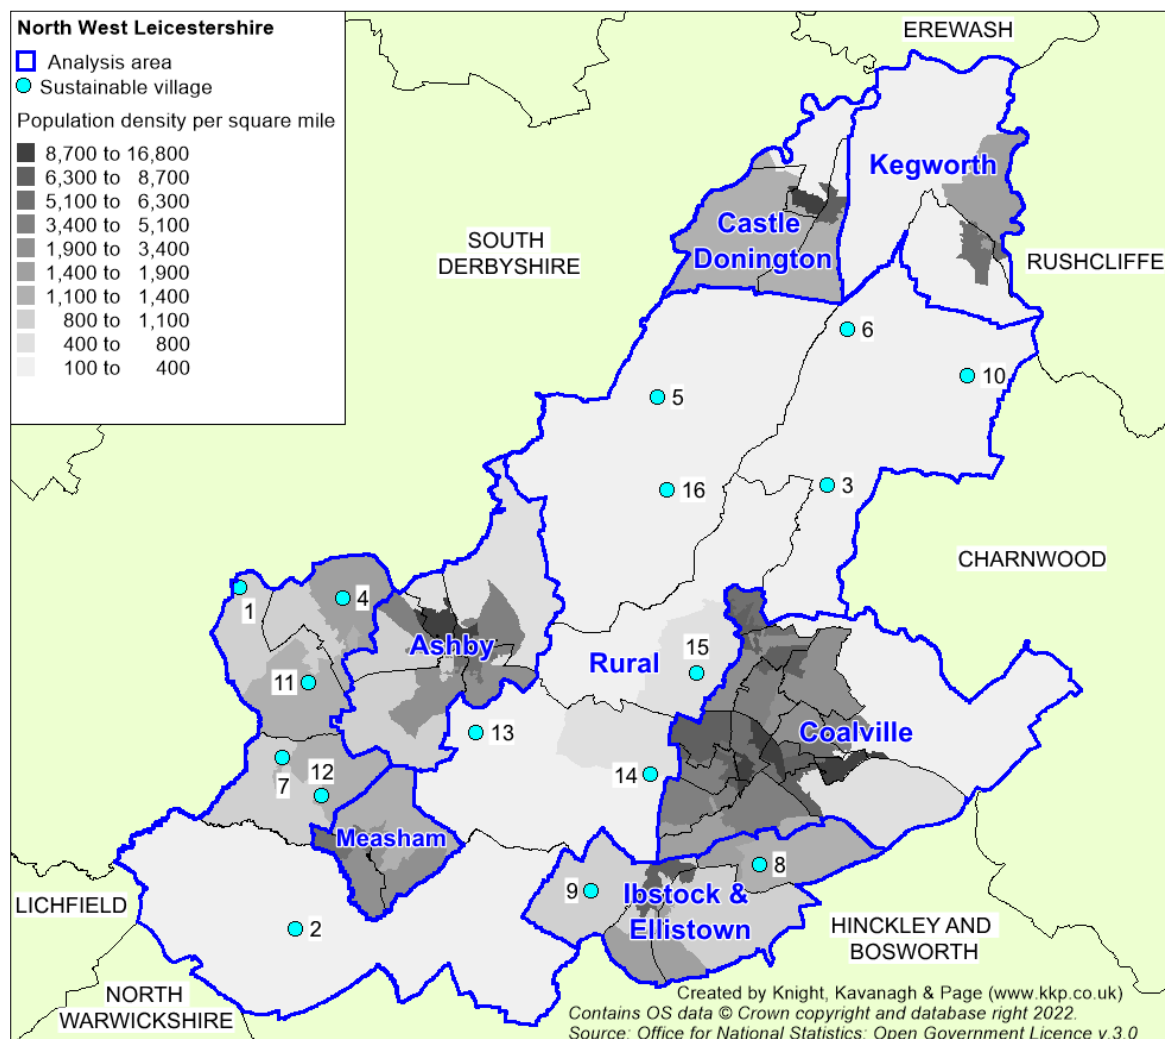 North West Leicestershire
Analysis area
Sustainable village
Population density per square mile
8,700 to 16,800
6,300 to 8,700
5,100 to 6,300
3,400 to 5,100
1,900 to 3,400
1,400 to 1,900
1,100 to 1,400
800 to 1,100
400 to 800
100 to 400
EREWASH
Kegworth
Castle
Donington
SOUTH
DERBYSHIRE
RUSHCLIFFE
6
10
5
3
16
CHARNWOOD
1
4
Ashby
Rural
15
11
13
Coalville
14
7
12
Measham
8
9
Ibstock &
Ellistown
LICHFIELD
2
HINCKLEY AND
BOSWORTH
NORTH
WARWICKSHIRE
Created by Knight, Kavanagh & Page (www.kkp.co.uk)
Contains OS data © Crown copyright and database right 2022.
Source: Office for National Statistics: Open Government Licence v.3.0